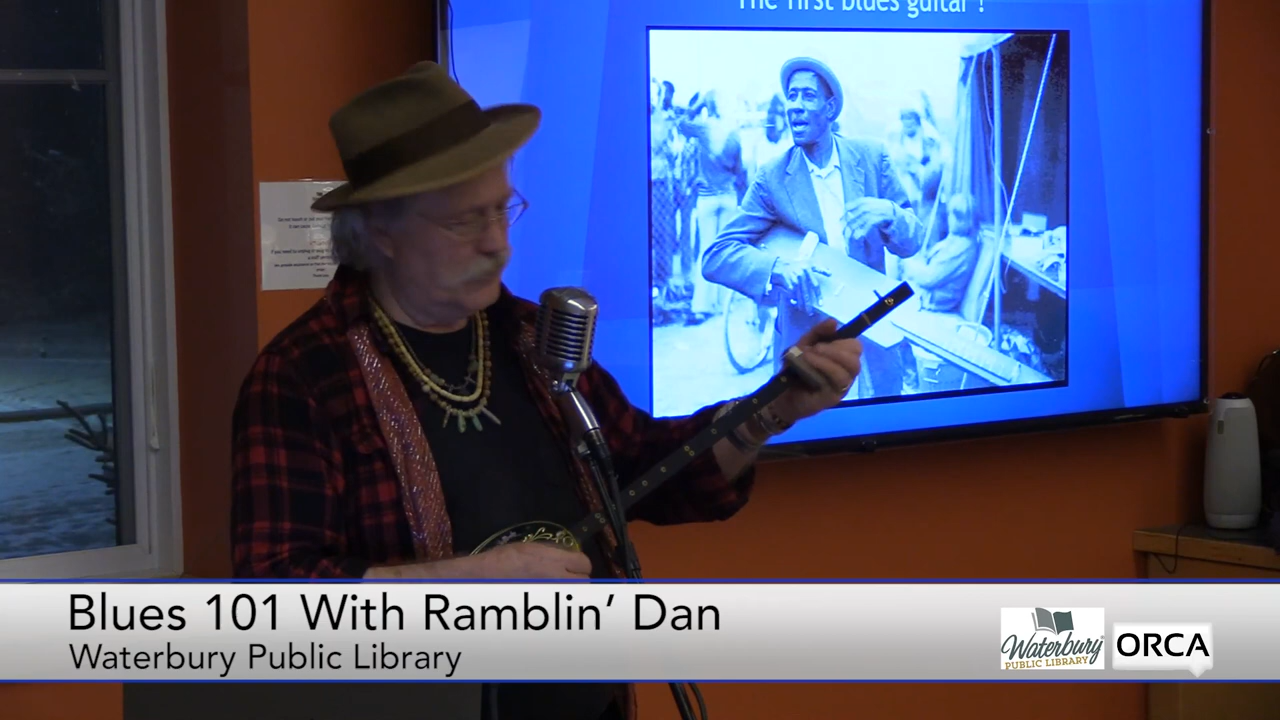 The first blues guitar !
Blues 101 With Ramblin' Dan
Waterbury Public Library
Waterbury
PUBLIC LIBRARY
ORCA